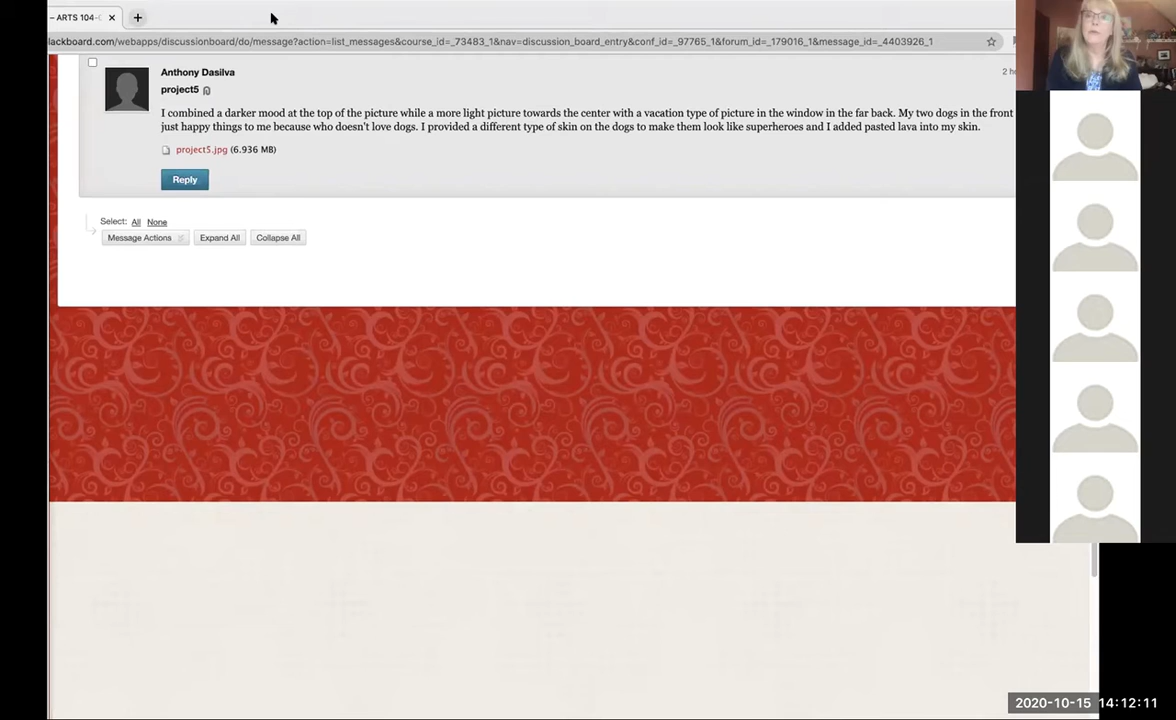 – ARTS 104-
lackboard.com/webapps/discussionboard/do/message?action=list_messages&course_id=_73483_1&nav=discussion_board_entry&conf_id=_97765_1&forum_id=_179016_1&message_id=_4403926_1
Anthony Dasilva
2
project5
I combined a darker mood at the top of the picture while a more light picture towards the center with a vacation type of picture in the window in the far back. My two dogs in the front
just happy things to me because who doesn't love dogs. I provided a different type of skin on the dogs to make them look like superheroes and I added pasted lava into my skin.
project5.jpg (6.936 MB)
Reply
Select: All None
Message Actions Expand All Collapse All
2020-10-15 14:12:11